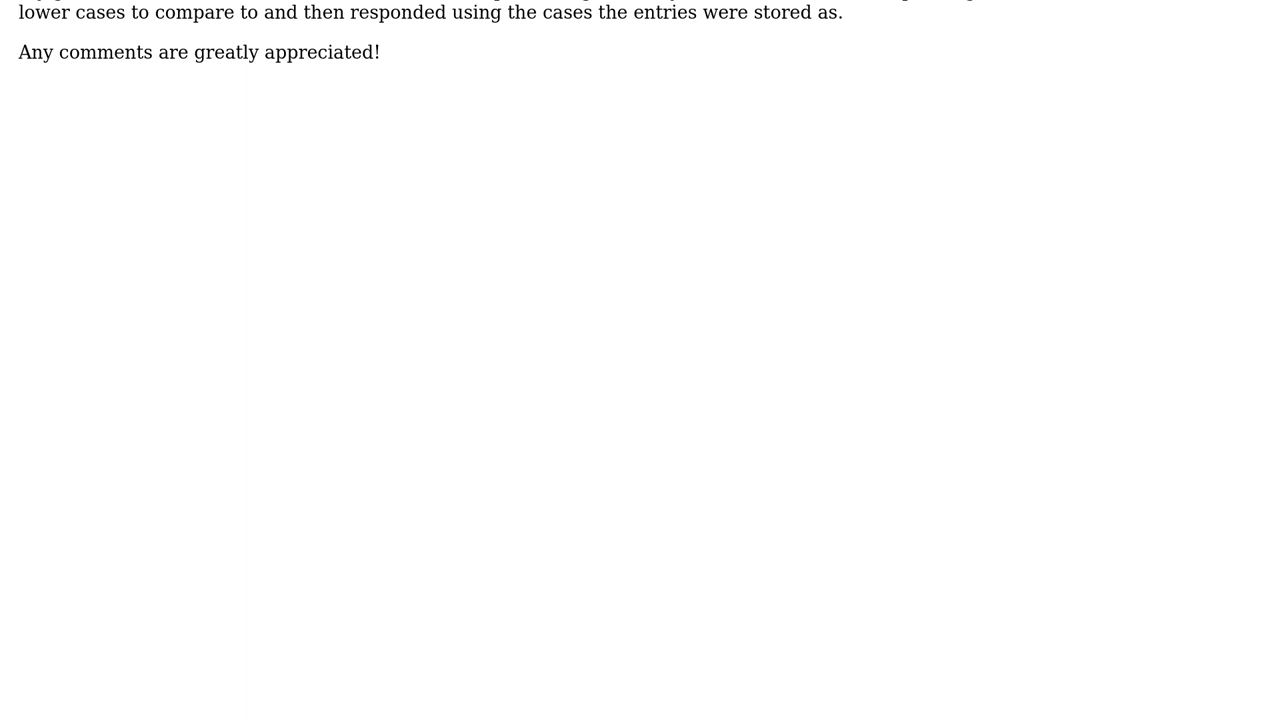 lower cases to compare to and then responded using the cases the entries were stored as.
Any comments are greatly appreciated!